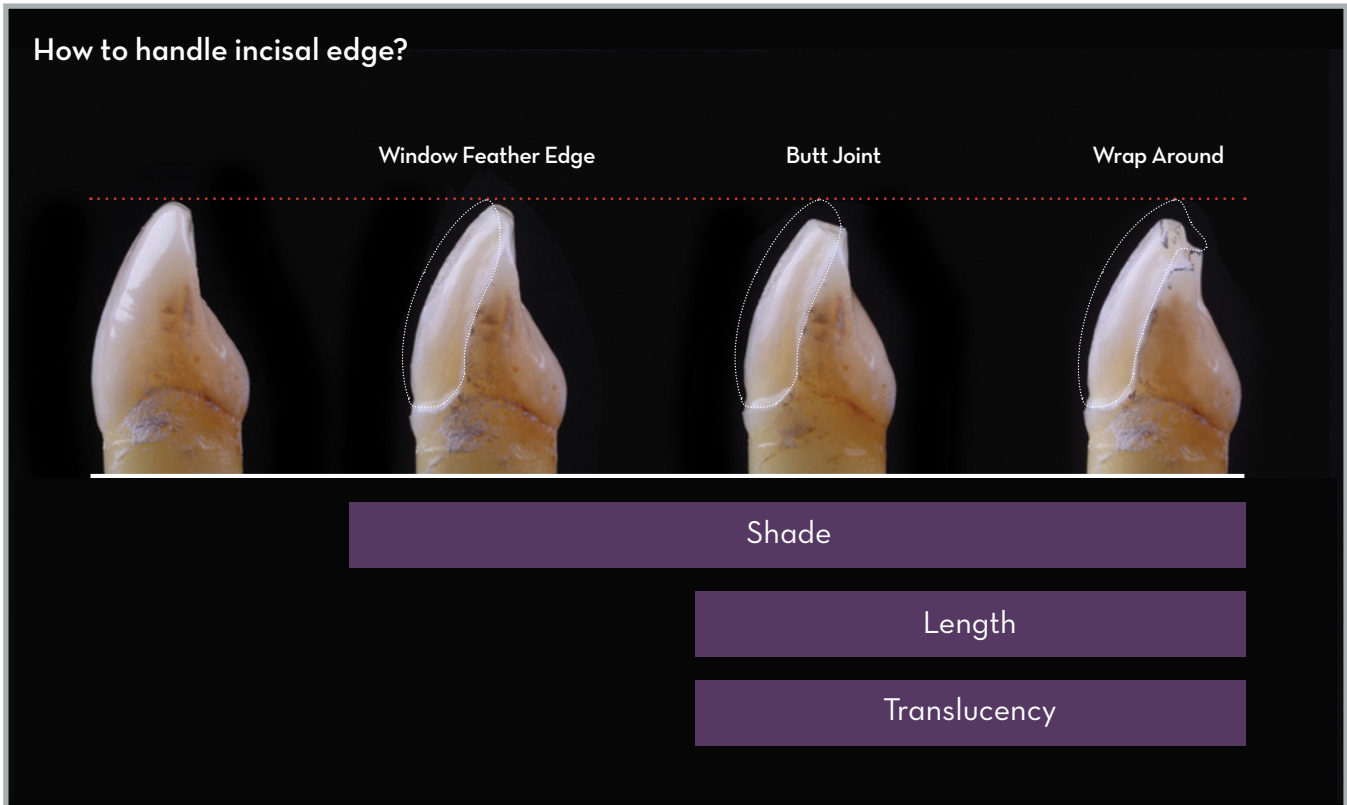 How to handle incisal edge?
Window Feather Edge
Butt Joint
Wrap Around
Shade
Length
Translucency